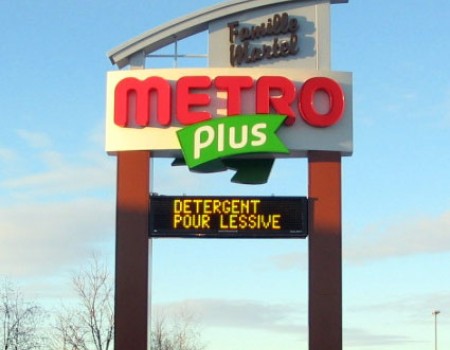 Famille
Martel
METRO
Plus
DETERGENT
POUR LESSIVE